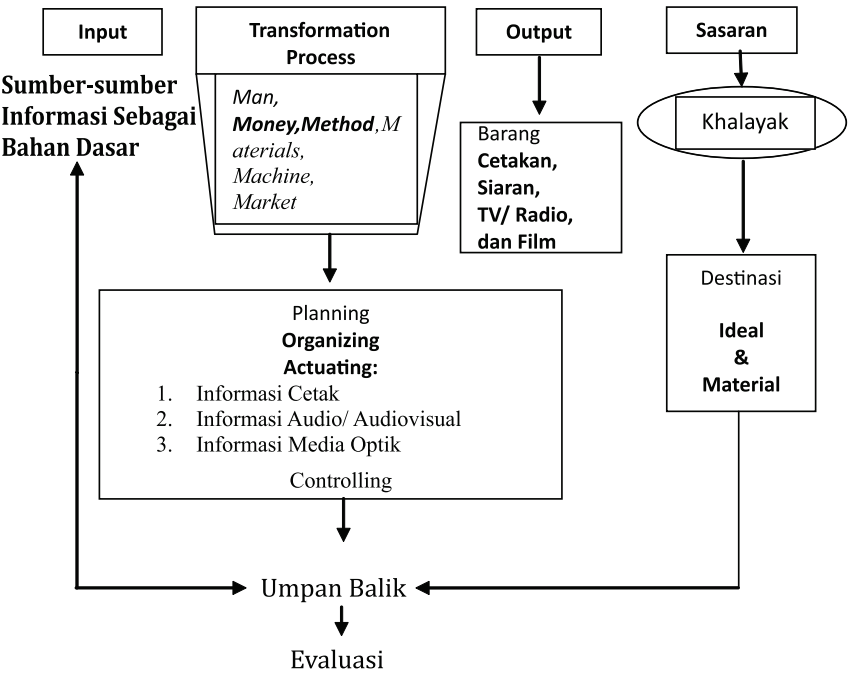 Input
Sumber-sumber
Informasi Sebagai
Bahan Dasar
Transformation
Process
Man,
Money,Method,M
aterials,
Machine,
Market
Output
Barang
Cetakan,
Siaran,
TV/ Radio,
dan Film
Sasaran
Khalayak
Destinasi
Ideal
&
Material
Planning
Organizing
Actuating:
1. Informasi Cetak
2. Informasi Audio/ Audiovisual
3. Informasi Media Optik
Controlling
Umpan Balik
Evaluasi